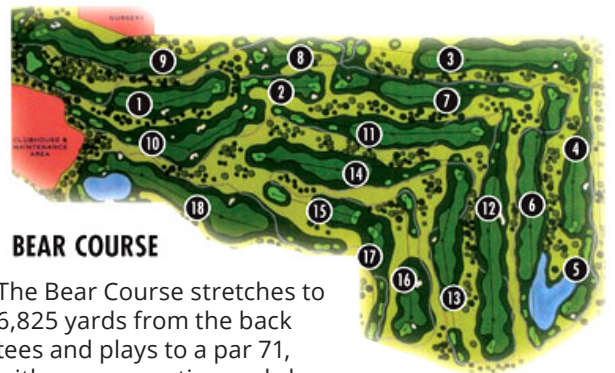 NURSERY
9
8
3
1
2
7
CLUBHOUSE &
MAINTENANCE
AREA
10
11
14
4
18
15
12
6
BEAR COURSE
17
16
13
5
The Bear Course stretches to
6,825 yards from the back
tees and plays to a par 71,